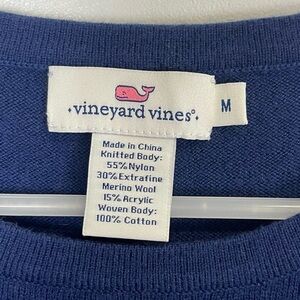 vineyard vines®
M
Made in China
Knitted Body:
55% Nylon
30% Extrafine
Merino Wool
15% Acrylic
Woven Body:
100% Cotton